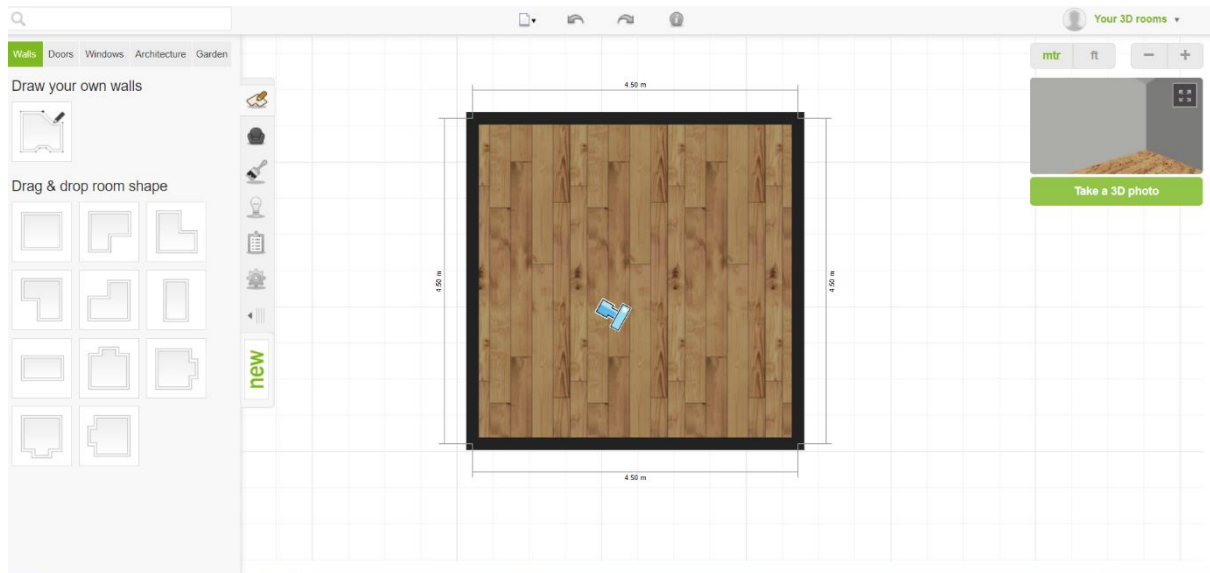 Your 3D rooms
Walls Doors Windows Architecture Garden
mtr ft
Draw your own walls
4.50 m
Drag & drop room shape
Take a 3D photo
4.50 m
4.50 m
new
4.50 m